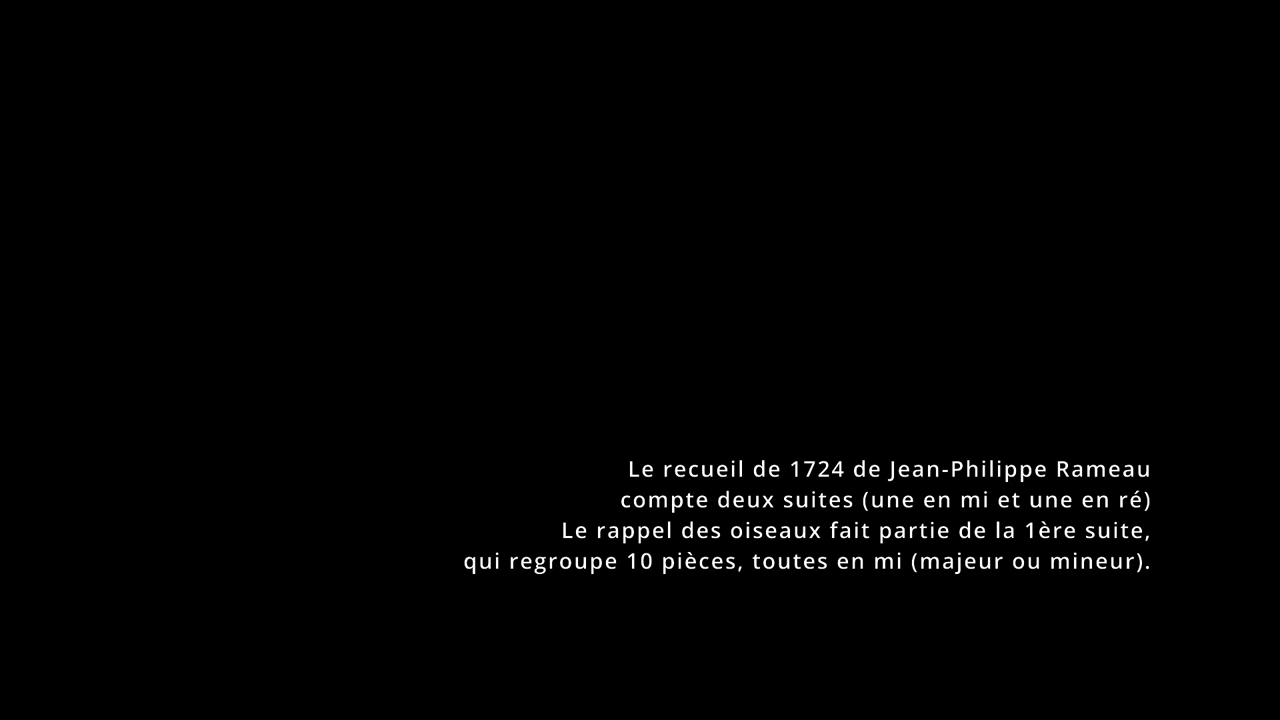 Le recueil de 1724 de Jean-Philippe Rameau
compte deux suites (une en mi et une en ré)
Le rappel des oiseaux fait partie de la 1ère suite,
qui regroupe 10 pièces, toutes en mi (majeur ou mineur).